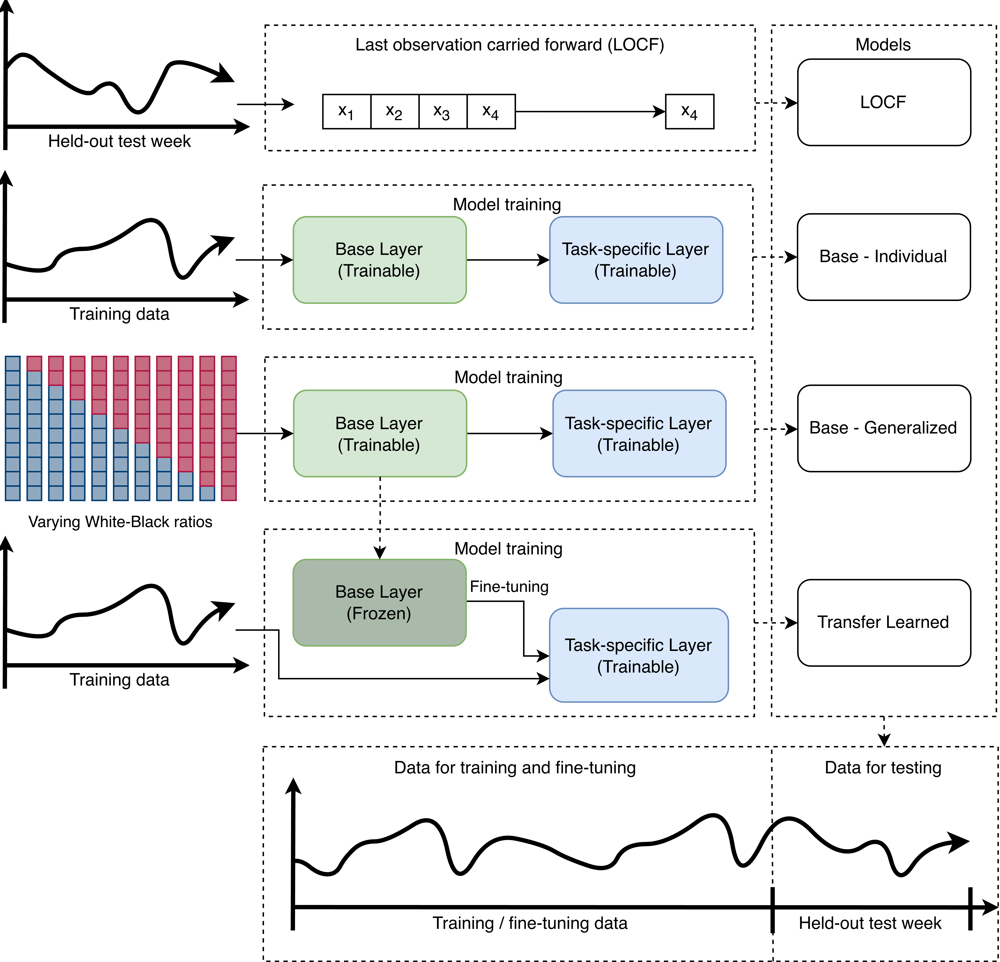 Last observation carried forward (LOCF)
x1 x2 x3 x4 x4
Held-out test week
Models
LOCF
Model training
Base Layer
(Trainable)
Task-specific Layer
(Trainable)
Training data
Base - Individual
Model training
Base Layer
(Trainable)
Task-specific Layer
(Trainable)
Varying White-Black ratios
Base - Generalized
Model training
Base Layer
(Frozen)
Fine-tuning
Task-specific Layer
(Trainable)
Training data
Transfer Learned
Data for training and fine-tuning
Data for testing
Training / fine-tuning data
Held-out test week